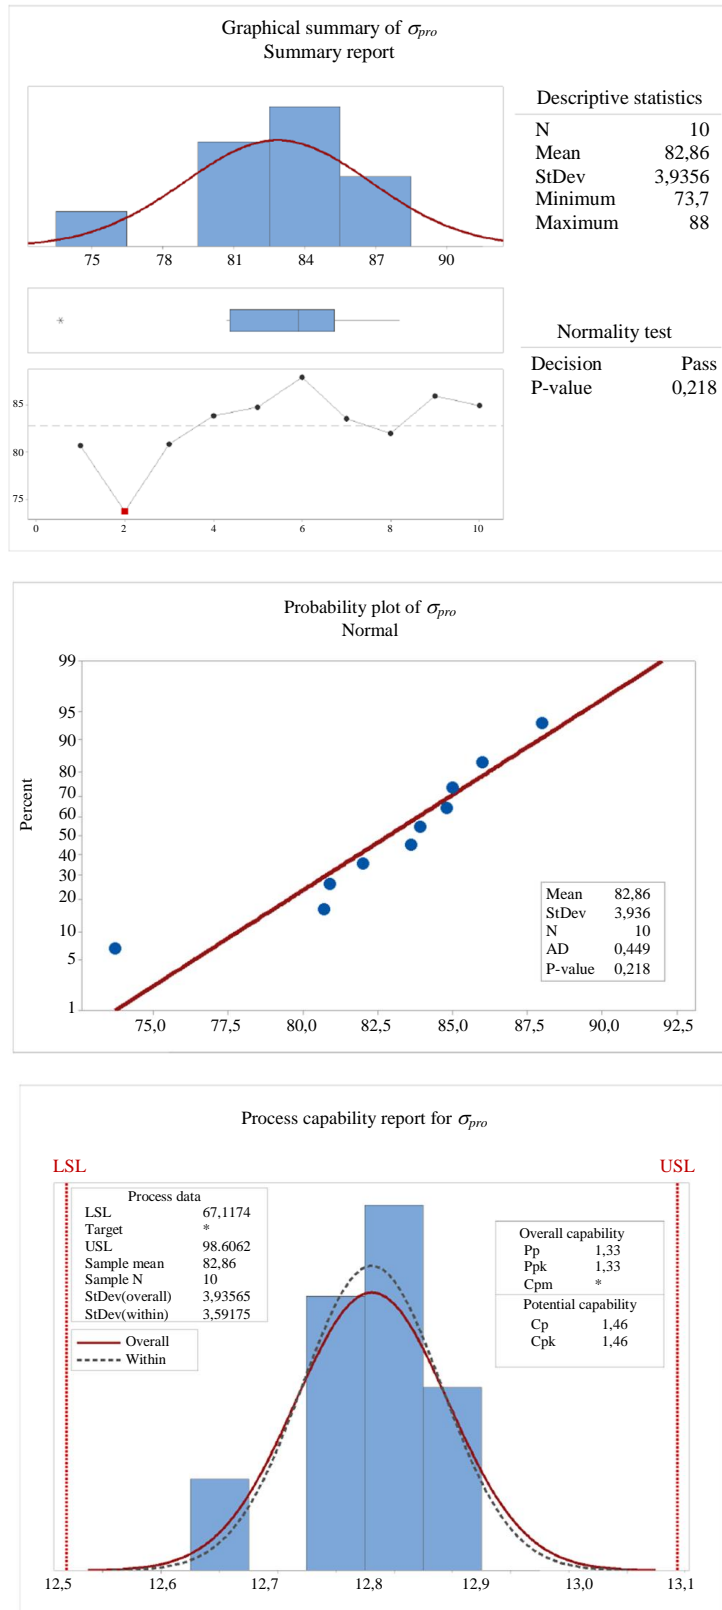 Graphical summary of σpro
Summary report
75 78 81 84 87 90
Descriptive statistics
N 10
Mean 82,86
StDev 3,9356
Minimum 73,7
Maximum 88
Normality test
Decision Pass
P-value 0,218
85
80
75
0 2 4 6 8 10
Probability plot of σpro
Normal
Percent
99
95
90
80
70
60
50
40
30
20
10
5
1
Mean 82,86
StDev 3,936
N 10
AD 0,449
P-value 0,218
75,0 77,5 80,0 82,5 85,0 87,5 90,0 92,5
Process capability report for σpro
LSL USL
Process data
LSL 67,1174
Target *
USL 98.6062
Sample mean 82,86
Sample N 10
StDev(overall) 3,93565
StDev(within) 3,59175
Overall
Within
Overall capability
Pp 1,33
Ppk 1,33
Cpm *
Potential capability
Cp 1,46
Cpk 1,46
12,5 12,6 12,7 12,8 12,9 13,0 13,1